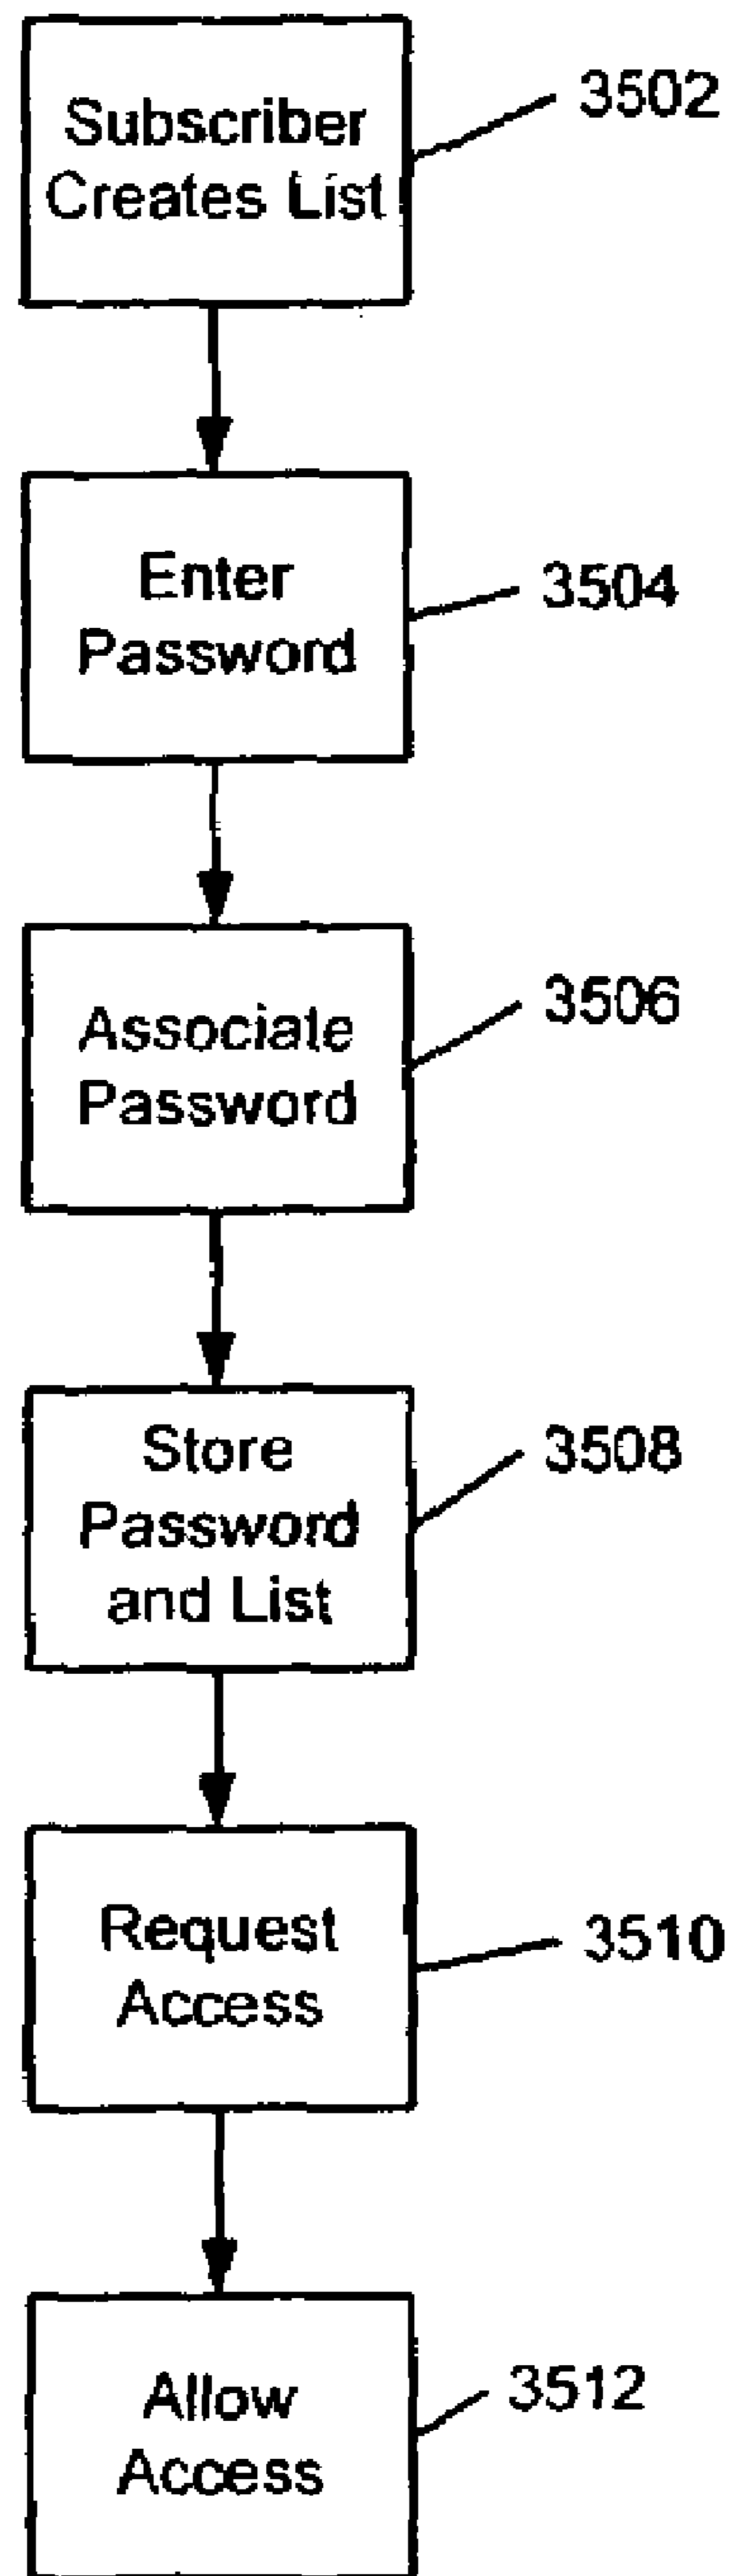 Subscriber
Creates List
3502
Enter
Password
3504
Associate
Password
3506
Store
Password
and List
3508
Request
Access
3510
Allow
Access
3512